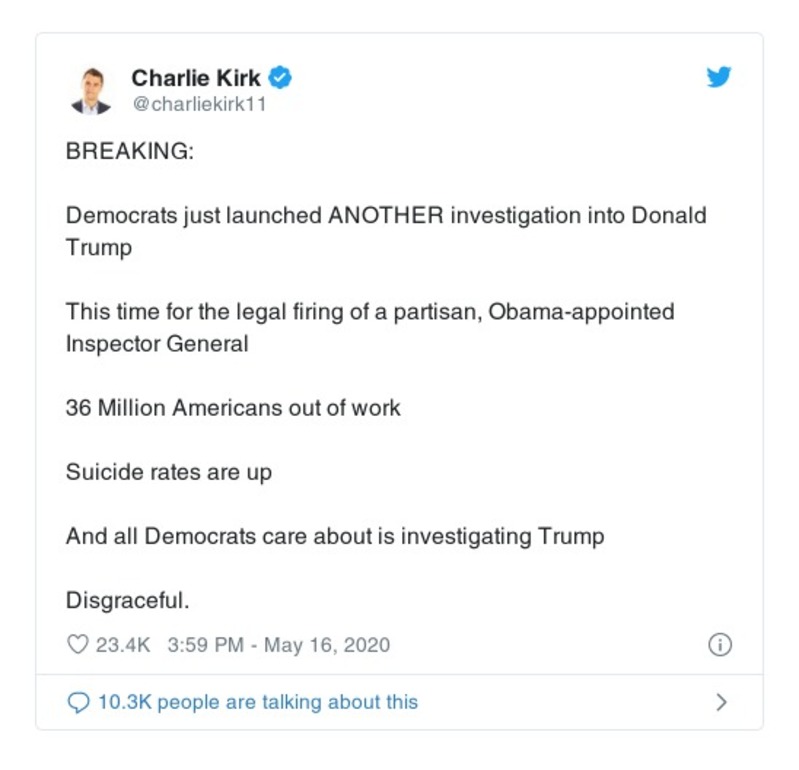 Charlie Kirk
@charliekirk11
BREAKING:
Democrats just launched ANOTHER investigation into Donald
Trump
This time for the legal firing of a partisan, Obama-appointed
Inspector General
36 Million Americans out of work
Suicide rates are up
And all Democrats care about is investigating Trump
Disgraceful.
23.4K 3:59 PM - May 16, 2020
10.3K people are talking about this